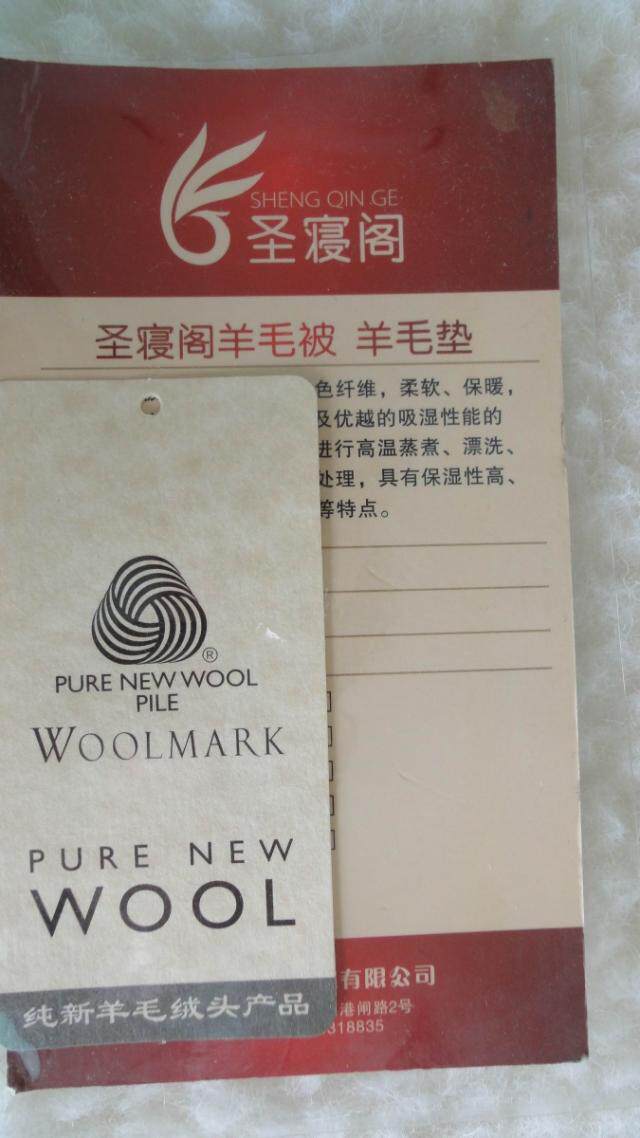 SHENG QIN GE
圣寝阁
圣寝阁羊毛被 羊毛垫
色纤维，柔软、保暖，
及优越的吸湿性能的
进行高温蒸煮、漂洗、
处理，具有保湿性高、
等特点。
PURE NEW WOOL
PILE
WOOLMARK
PURE NEW
WOOL
纯新羊毛绒头产品
有限公司
港闸路2号
318835